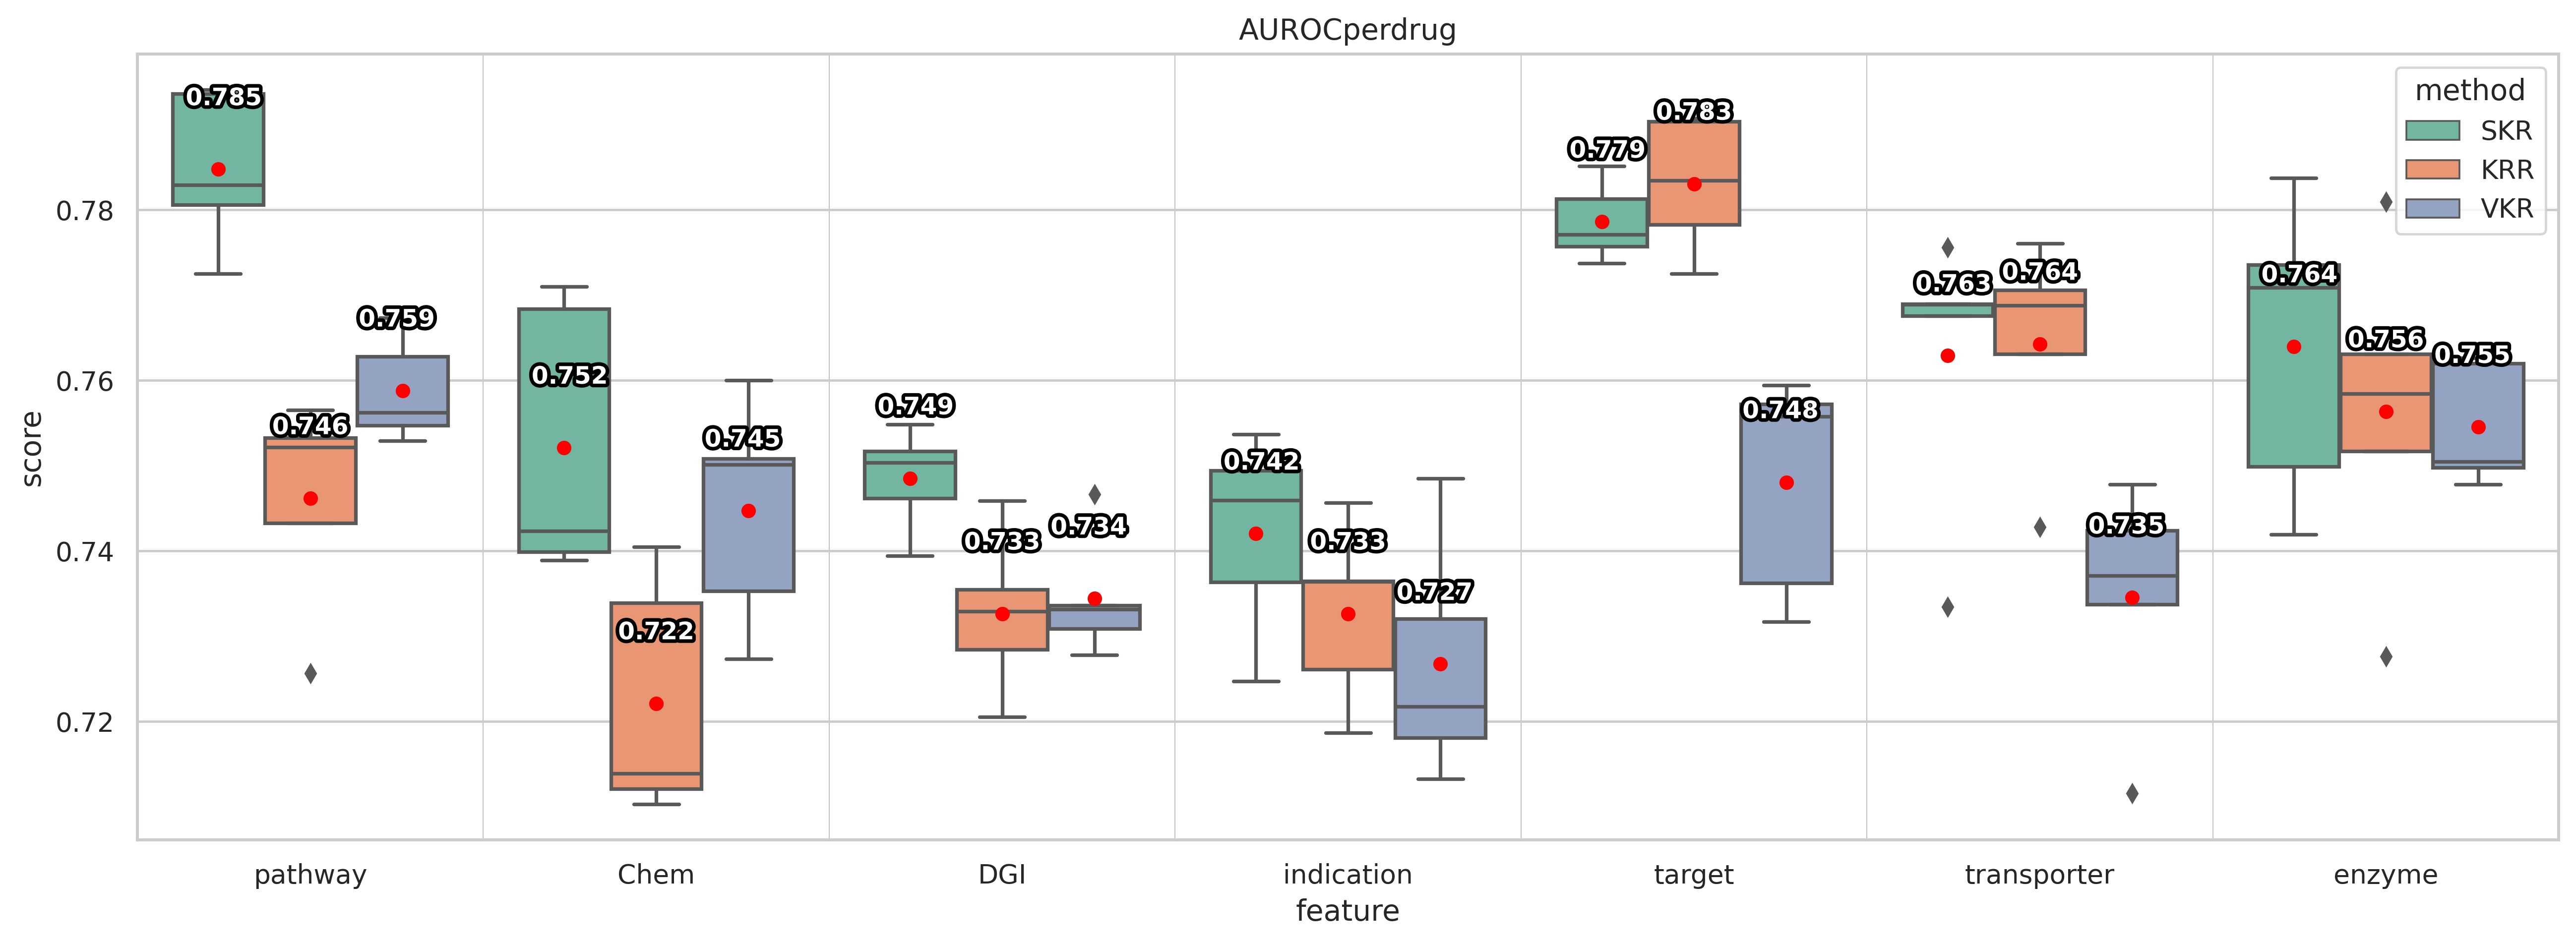 AUROCperdrug
method
SKR
KRR
VKR
score
0.78
0.76
0.74
0.72
0.785
0.746
0.759
0.752
0.722
0.745
0.749
0.733
0.734
0.742
0.733
0.727
0.779
0.783
0.748
0.763
0.764
0.735
0.764
0.756
0.755
pathway
Chem
DGI
indication
target
transporter
enzyme
feature